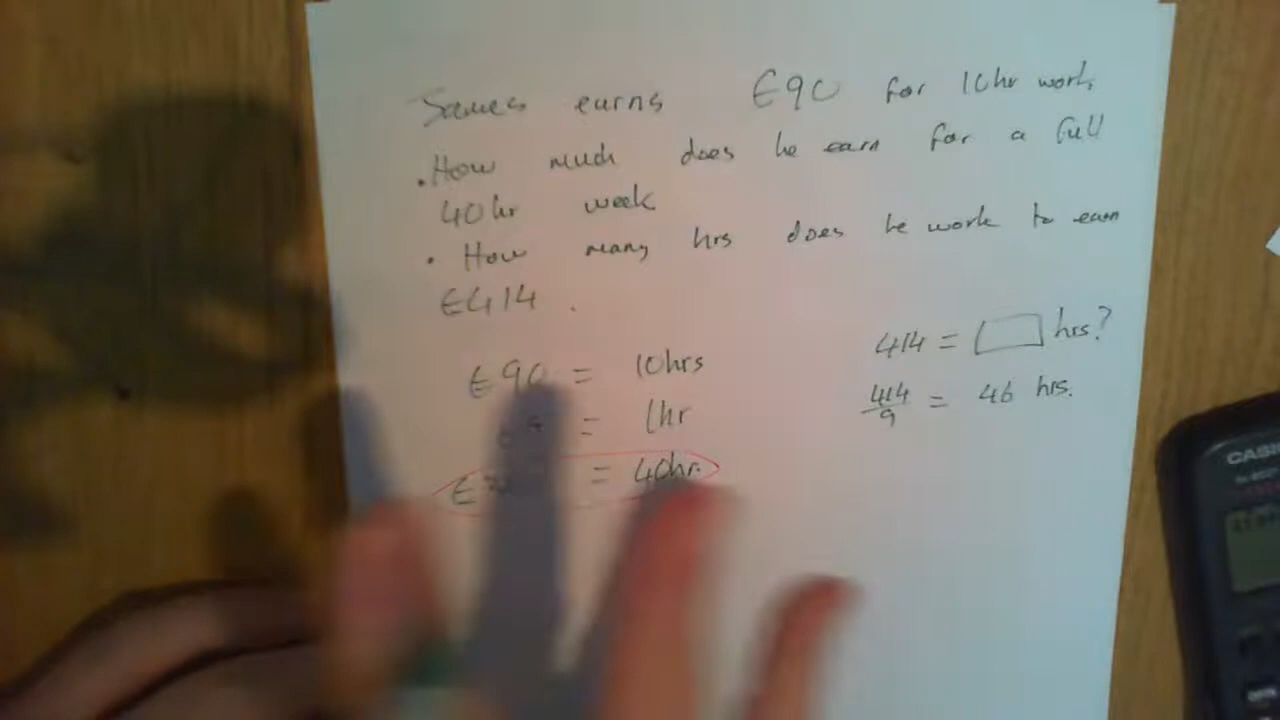 James earns €90 for 10hr work.
• How much does he earn for a full
40hr week
• How many hrs does he work to earn
€414.
€90 = 10hrs
= 1hr
€ = 40hr.
414 = hrs?
414/9 = 46 hrs.
CASIO